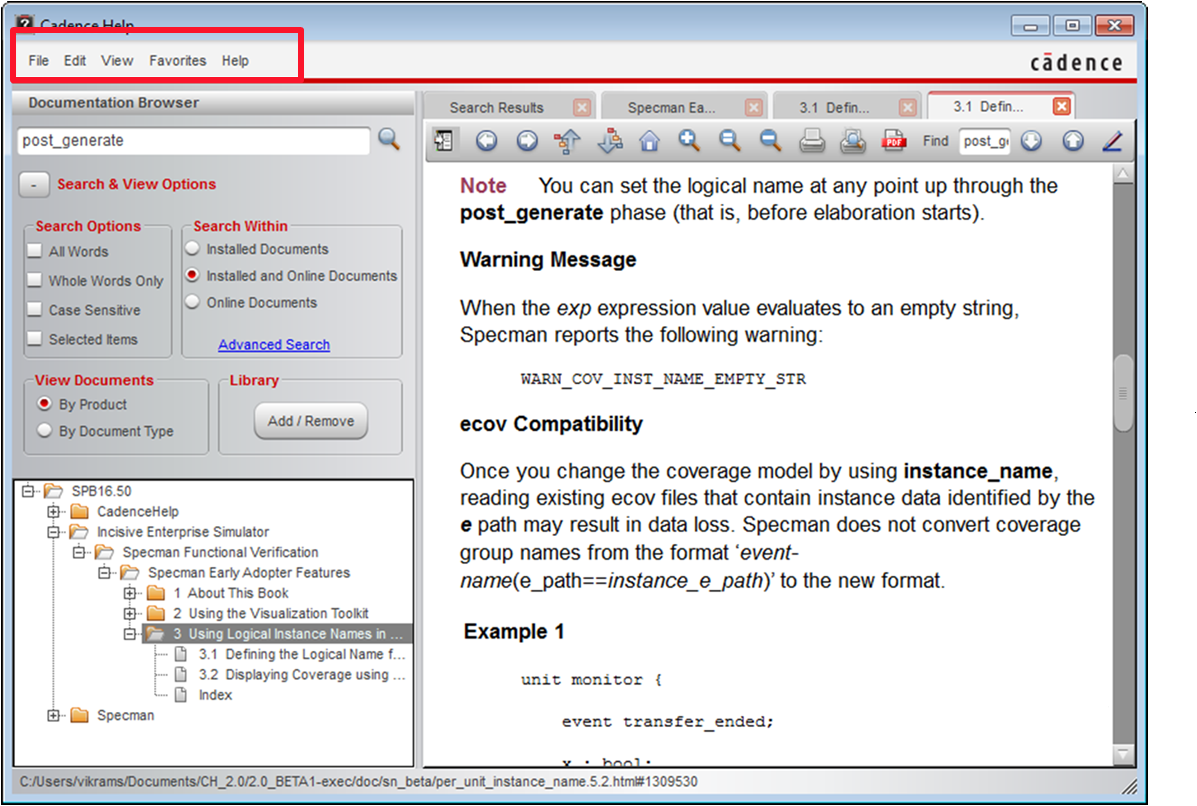 Cadence Help
File Edit View Favorites Help
cādence
Documentation Browser
Search Results
Specman Ea...
3.1 Defin...
3.1 Defin...
post_generate
PDF
Find
post_g
- Search & View Options
Search Options
All Words
Whole Words Only
Case Sensitive
Selected Items
Search Within
Installed Documents
Installed and Online Documents
Online Documents
Advanced Search
View Documents
By Product
By Document Type
Library
Add / Remove
SPB16.50
CadenceHelp
Incisive Enterprise Simulator
Specman Functional Verification
Specman Early Adopter Features
1 About This Book
2 Using the Visualization Toolkit
3 Using Logical Instance Names in ...
3.1 Defining the Logical Name f...
3.2 Displaying Coverage using ...
Index
Specman
Note You can set the logical name at any point up through the
post_generate phase (that is, before elaboration starts).
Warning Message
When the exp expression value evaluates to an empty string,
Specman reports the following warning:
WARN_COV_INST_NAME_EMPTY_STR
ecov Compatibility
Once you change the coverage model by using instance_name,
reading existing ecov files that contain instance data identified by the
e path may result in data loss. Specman does not convert coverage
group names from the format ‘event-
name(e_path==instance_e_path)’ to the new format.
Example 1
unit monitor {
event transfer_ended;
x : bool;
C:/Users/vikrams/Documents/CH_2.0/2.0_BETA1-exec/doc/sn_beta/per_unit_instance_name.5.2.html#1309530